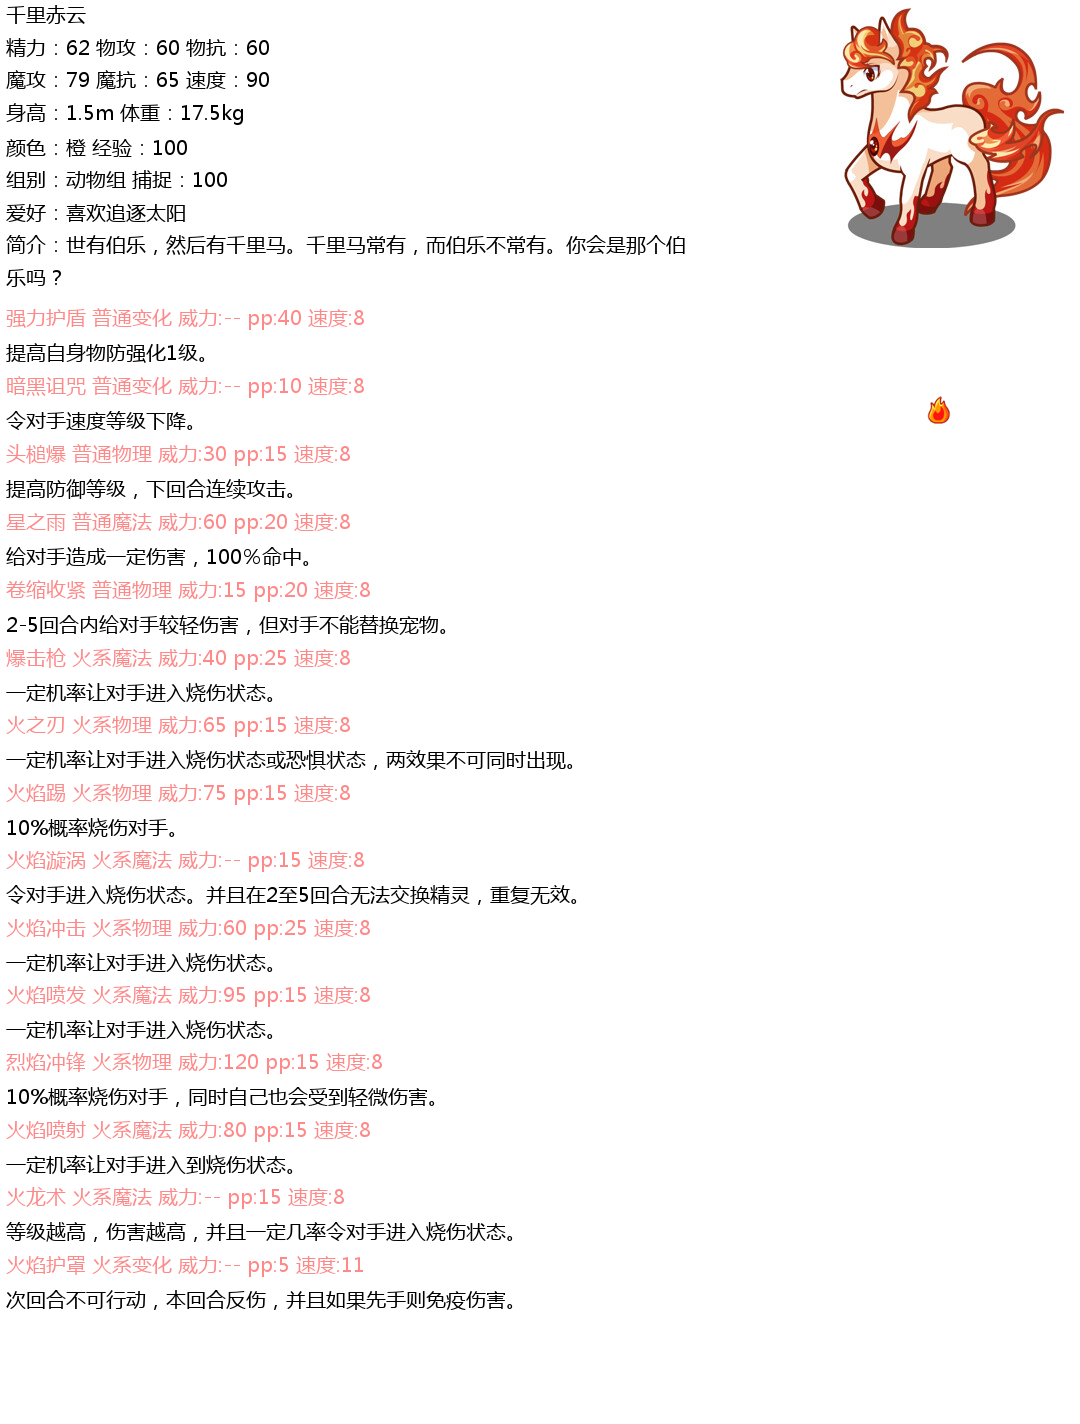 千里赤云
精力：62 物攻：60 物抗：60
魔攻：79 魔抗：65 速度：90
身高：1.5m 体重：17.5kg
颜色：橙 经验：100
组别：动物组 捕捉：100
爱好：喜欢追逐太阳
简介：世有伯乐，然后有千里马。千里马常有，而伯乐不常有。你会是那个伯
乐吗？
强力护盾 普通变化 威力:-- pp:40 速度:8
提高自身物防强化1级。
暗黑诅咒 普通变化 威力:-- pp:10 速度:8
令对手速度等级下降。
头槌爆 普通物理 威力:30 pp:15 速度:8
提高防御等级，下回合连续攻击。
星之雨 普通魔法 威力:60 pp:20 速度:8
给对手造成一定伤害，100%命中。
卷缩收紧 普通物理 威力:15 pp:20 速度:8
2-5回合内给对手较轻伤害，但对手不能替换宠物。
爆击枪 火系魔法 威力:40 pp:25 速度:8
一定机率让对手进入烧伤状态。
火之刃 火系物理 威力:65 pp:15 速度:8
一定机率让对手进入烧伤状态或恐惧状态，两效果不可同时出现。
火焰踢 火系物理 威力:75 pp:15 速度:8
10%概率烧伤对手。
火焰漩涡 火系魔法 威力:-- pp:15 速度:8
令对手进入烧伤状态。并且在2至5回合无法交换精灵，重复无效。
火焰冲击 火系物理 威力:60 pp:25 速度:8
一定机率让对手进入烧伤状态。
火焰喷发 火系魔法 威力:95 pp:15 速度:8
一定机率让对手进入烧伤状态。
烈焰冲锋 火系物理 威力:120 pp:15 速度:8
10%概率烧伤对手，同时自己也会受到轻微伤害。
火焰喷射 火系魔法 威力:80 pp:15 速度:8
一定机率让对手进入到烧伤状态。
火龙术 火系魔法 威力:-- pp:15 速度:8
等级越高，伤害越高，并且一定几率令对手进入烧伤状态。
火焰护罩 火系变化 威力:-- pp:5 速度:11
次回合不可行动，本回合反伤，并且如果先手则免疫伤害。